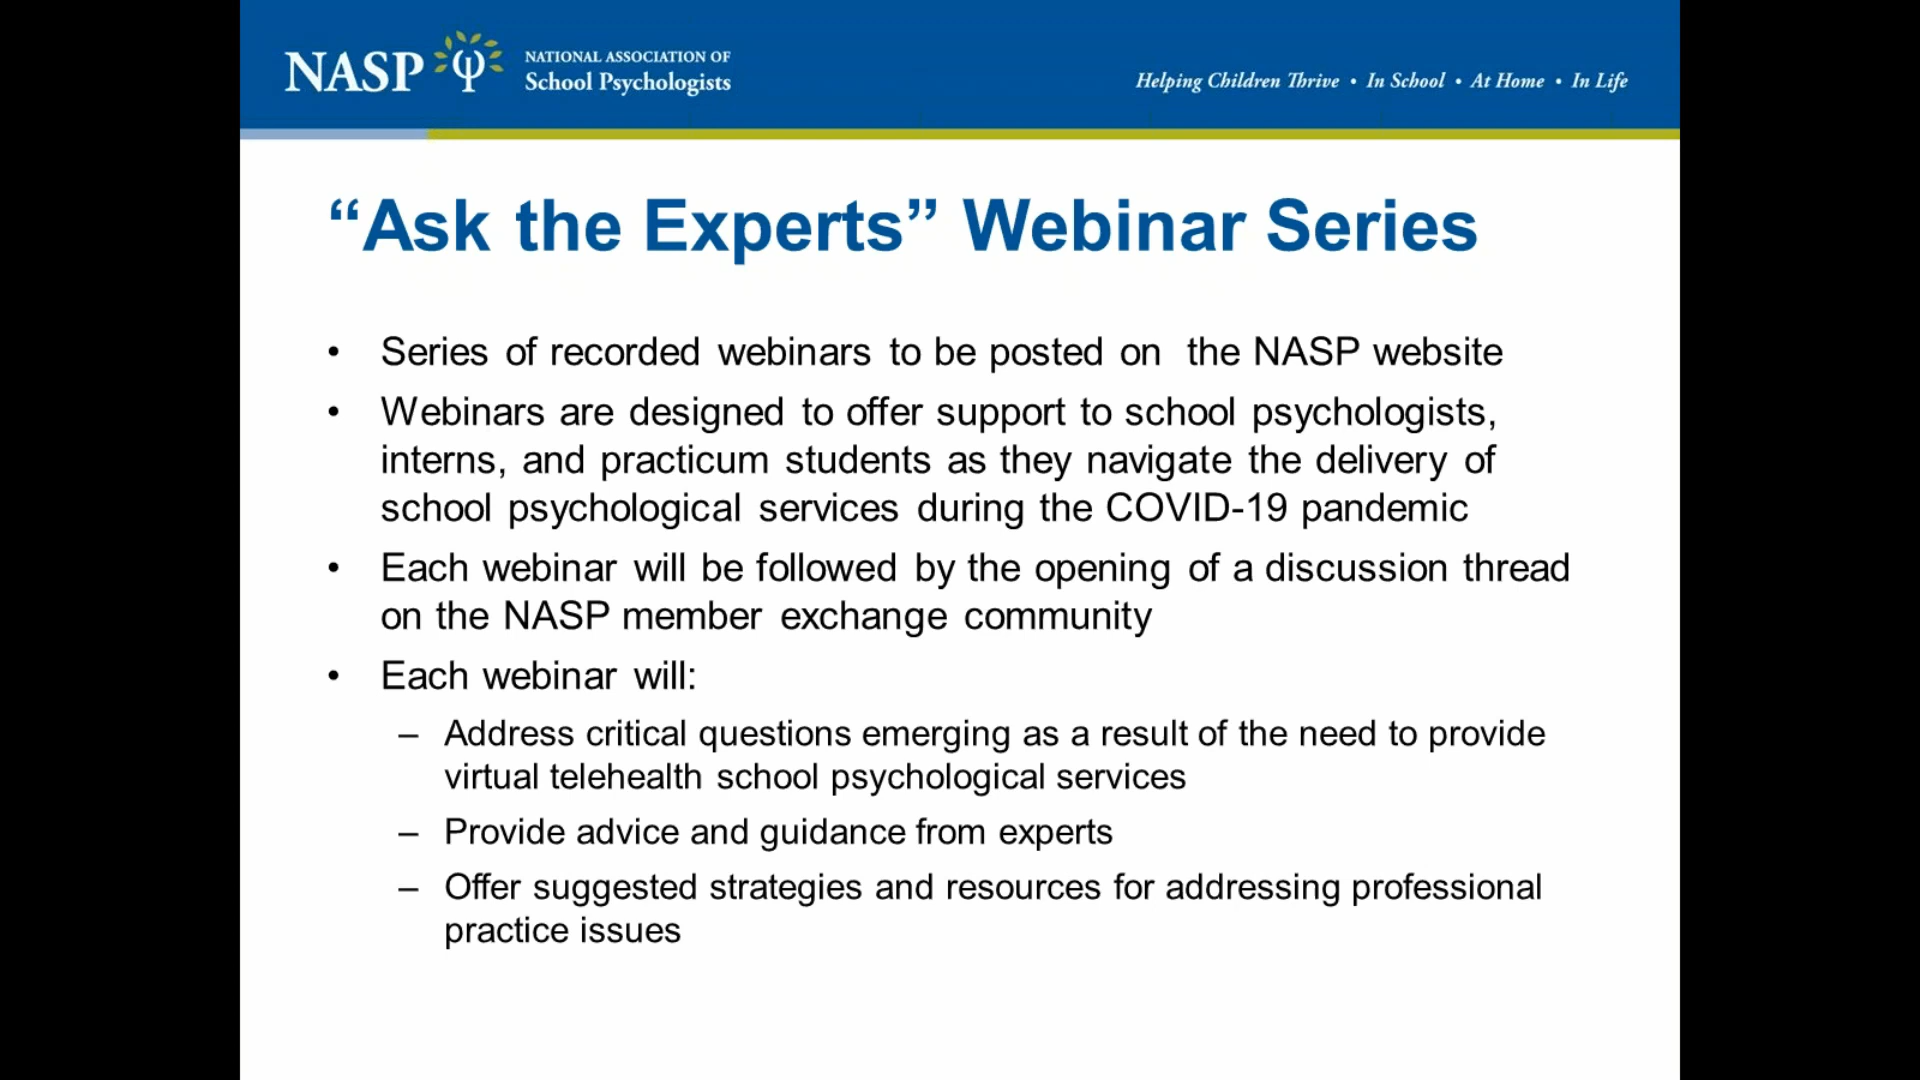 NASP
NATIONAL ASSOCIATION OF
School Psychologists
Helping Children Thrive • In School • At Home • In Life
“Ask the Experts” Webinar Series
• Series of recorded webinars to be posted on the NASP website
• Webinars are designed to offer support to school psychologists,
interns, and practicum students as they navigate the delivery of
school psychological services during the COVID-19 pandemic
• Each webinar will be followed by the opening of a discussion thread
on the NASP member exchange community
• Each webinar will:
– Address critical questions emerging as a result of the need to provide
virtual telehealth school psychological services
– Provide advice and guidance from experts
– Offer suggested strategies and resources for addressing professional
practice issues